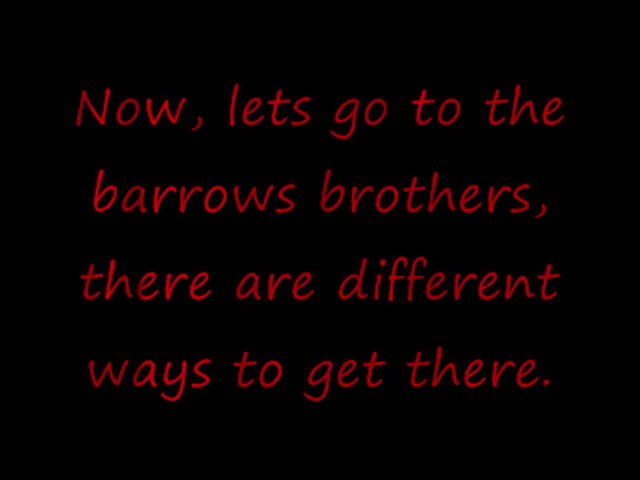 Now, lets go to the
barrows brothers,
there are different
ways to get there.